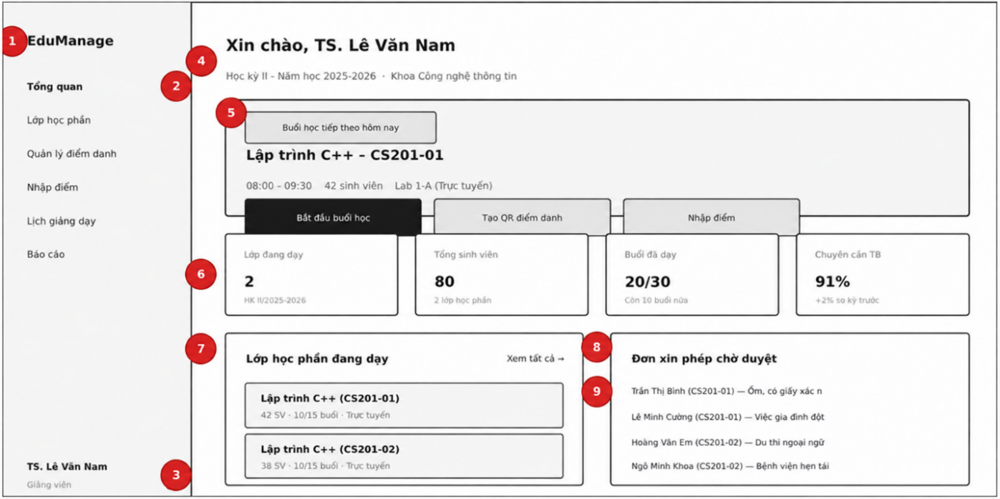 1
EduManage
Tổng quan
2
Lớp học phần
Quản lý điểm danh
Nhập điểm
Lịch giảng dạy
Báo cáo
TS. Lê Văn Nam
Giảng viên
3
4
Xin chào, TS. Lê Văn Nam
Học kỳ II - Năm học 2025-2026 · Khoa Công nghệ thông tin
5
Buổi học tiếp theo hôm nay
Lập trình C++ – CS201-01
08:00 – 09:30 42 sinh viên Lab 1-A (Trực tuyến)
Bắt đầu buổi học
Tạo QR điểm danh
Nhập điểm
6
Lớp đang dạy
2
HK II/2025-2026
Tổng sinh viên
80
2 lớp học phần
Buổi đã dạy
20/30
Còn 10 buổi nữa
Chuyên cần TB
91%
+2% so kỳ trước
7
Lớp học phần đang dạy
Xem tất cả →
Lập trình C++ (CS201-01)
42 SV · 10/15 buổi · Trực tuyến
Lập trình C++ (CS201-02)
38 SV · 10/15 buổi · Trực tuyến
8
Đơn xin phép chờ duyệt
9
Trần Thị Bình (CS201-01) — Ốm, có giấy xác n
Lê Minh Cường (CS201-01) — Việc gia đình đột
Hoàng Văn Em (CS201-02) — Du thi ngoại ngữ
Ngô Minh Khoa (CS201-02) — Bệnh viện hẹn tái